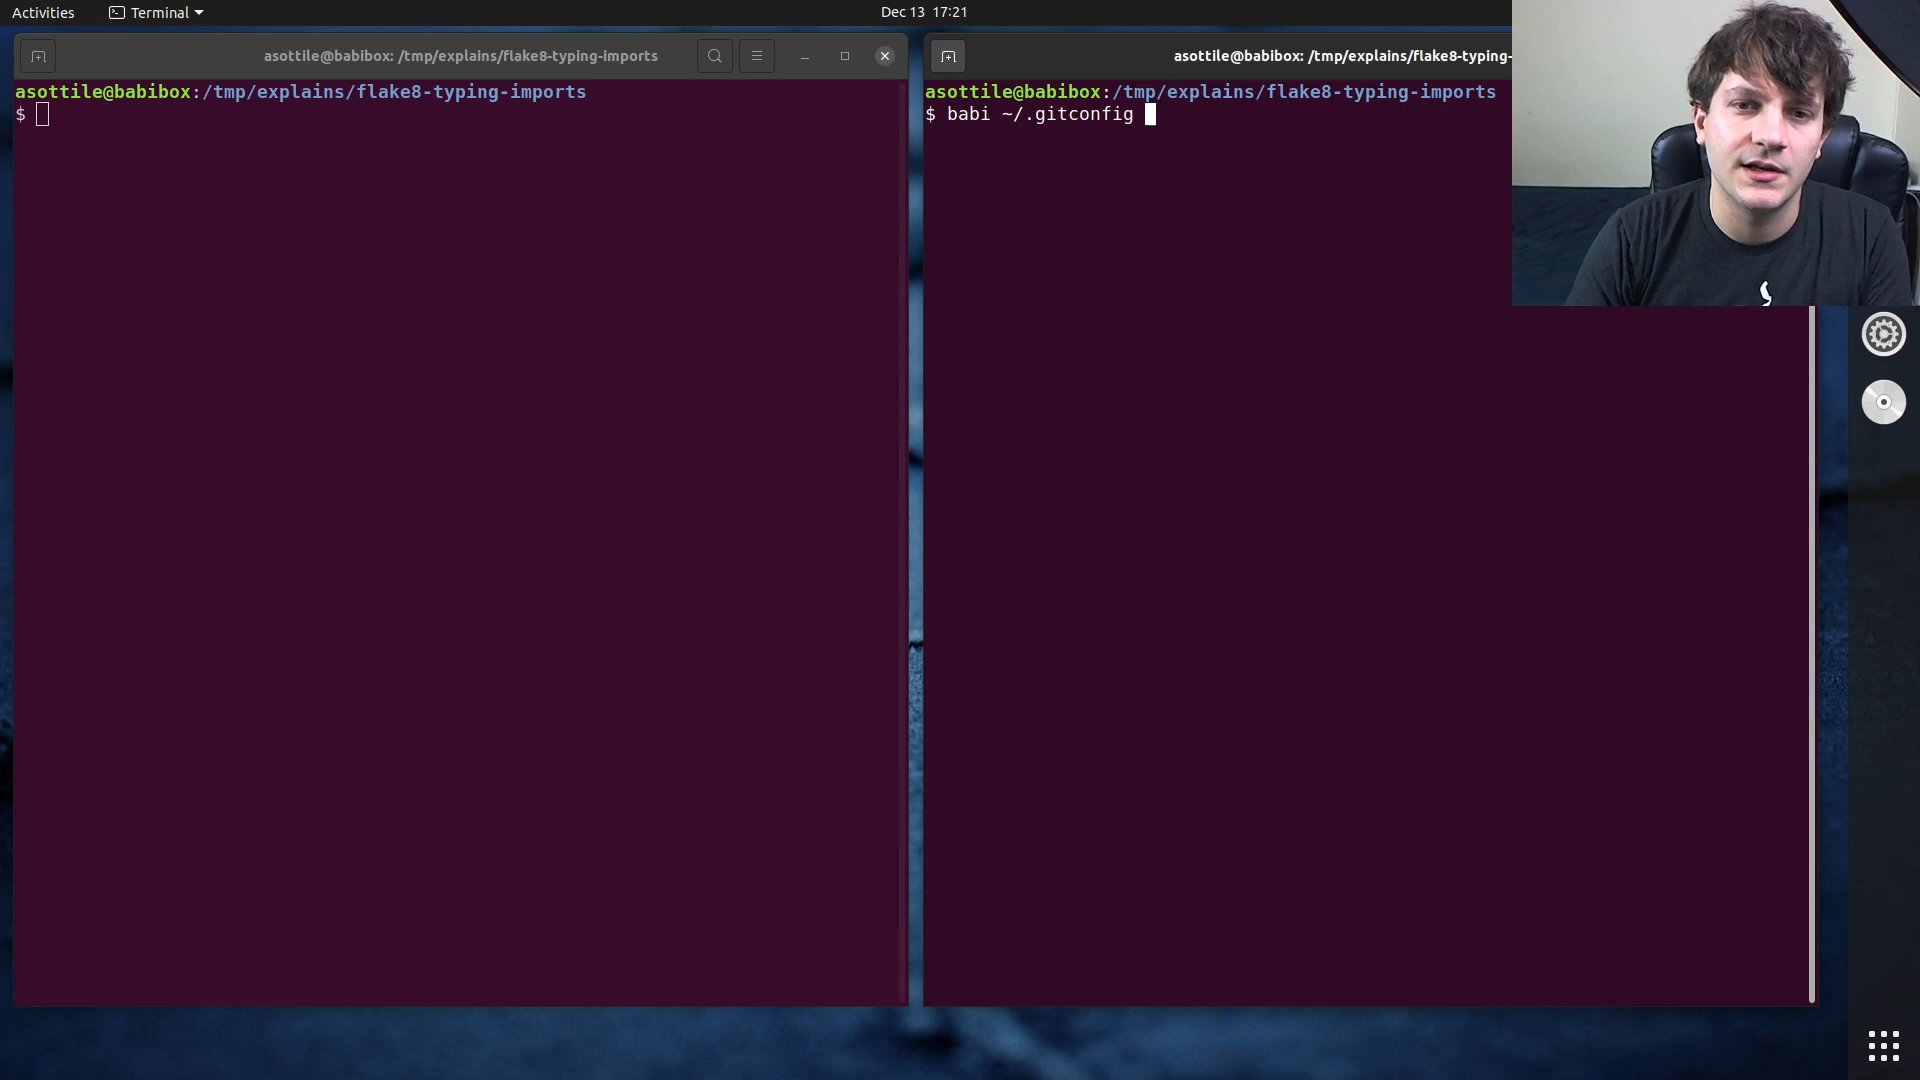 Activities
Terminal
Dec 13 17:21
asottile@babibox: /tmp/explains/flake8-typing-imports
asottile@babibox:/tmp/explains/flake8-typing-imports
$
asottile@babibox: /tmp/explains/flake8-typing-
asottile@babibox:/tmp/explains/flake8-typing-imports
$ babi ~/.gitconfig